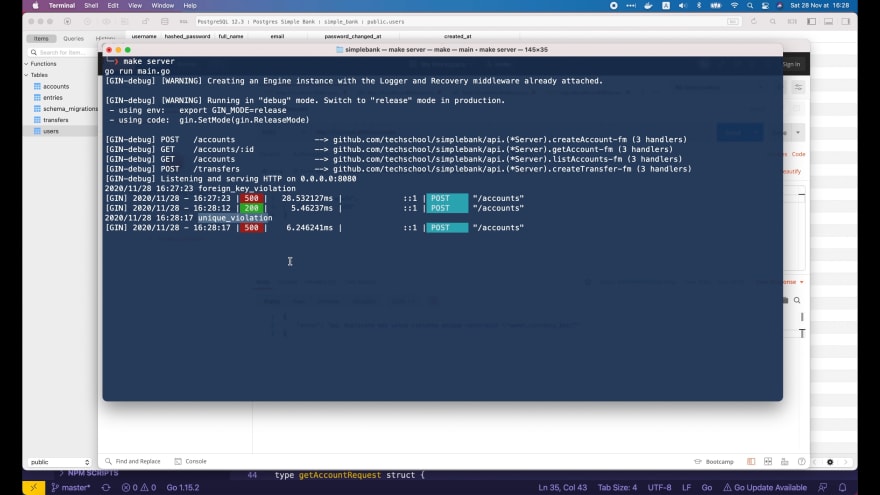 Terminal Shell Edit View Window Help
Sat 28 Nov at 16:28
PostgreSQL 12.3 : Postgres Simple Bank : simple_bank : public.users
Items Queries History
username hashed_password full_name email password_changed_at created_at
Search for item...
Functions
Tables
accounts
entries
schema_migrations
transfers
users
simplebank — make server — make — main • make server — 145×35
Sign in
make server
go run main.go
[GIN-debug] [WARNING] Creating an Engine instance with the Logger and Recovery middleware already attached.
[GIN-debug] [WARNING] Running in "debug" mode. Switch to "release" mode in production.
- using env: export GIN_MODE=release
- using code: gin.SetMode(gin.ReleaseMode)
[GIN-debug] POST /accounts --> github.com/techschool/simplebank/api.(*Server).createAccount-fm (3 handlers)
[GIN-debug] GET /accounts/:id --> github.com/techschool/simplebank/api.(*Server).getAccount-fm (3 handlers)
[GIN-debug] GET /accounts --> github.com/techschool/simplebank/api.(*Server).listAccounts-fm (3 handlers)
[GIN-debug] POST /transfers --> github.com/techschool/simplebank/api.(*Server).createTransfer-fm (3 handlers)
[GIN-debug] Listening and serving HTTP on 0.0.0.0:8080
2020/11/28 16:27:23 foreign_key_violation
[GIN] 2020/11/28 - 16:27:23 | 500 | 28.532127ms | ::1 | POST "/accounts"
[GIN] 2020/11/28 - 16:28:12 | 200 | 5.46237ms | ::1 | POST "/accounts"
2020/11/28 16:28:17 unique_violation
[GIN] 2020/11/28 - 16:28:17 | 500 | 6.246241ms | ::1 | POST "/accounts"
Code
public
Find and Replace Console
Bootcamp
NPM SCRIPTS
44 type getAccountRequest struct {
master* 0 0 Go 1.15.2
Ln 35, Col 43 Tab Size: 4 UTF-8 LF Go Go Update Available